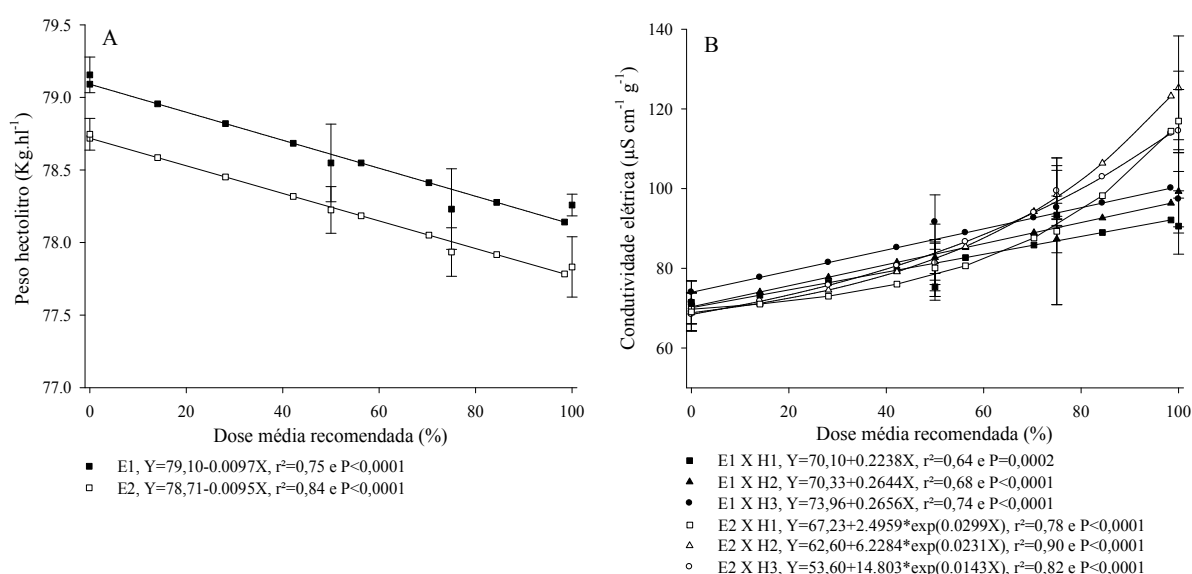 A
Peso hectolitro (Kg.hl-1)
79.5
79.0
78.5
78.0
77.5
77.0
0 20 40 60 80 100
Dose média recomendada (%)
E1, Y=79,10-0.0097X, r²=0,75 e P<0,0001
E2, Y=78,71-0.0095X, r²=0,84 e P<0,0001
B
Condutividade elétrica (µS cm-1 g-1)
140
120
100
80
60
0 20 40 60 80 100
Dose média recomendada (%)
E1 X H1, Y=70,10+0.2238X, r²=0,64 e P=0,0002
E1 X H2, Y=70,33+0.2644X, r²=0,68 e P<0,0001
E1 X H3, Y=73,96+0.2656X, r²=0,74 e P<0,0001
E2 X H1, Y=67,23+2.4959*exp(0.0299X), r²=0,78 e P<0,0001
E2 X H2, Y=62,60+6.2284*exp(0.0231X), r²=0,90 e P<0,0001
E2 X H3, Y=53,60+14.803*exp(0.0143X), r²=0,82 e P<0,0001